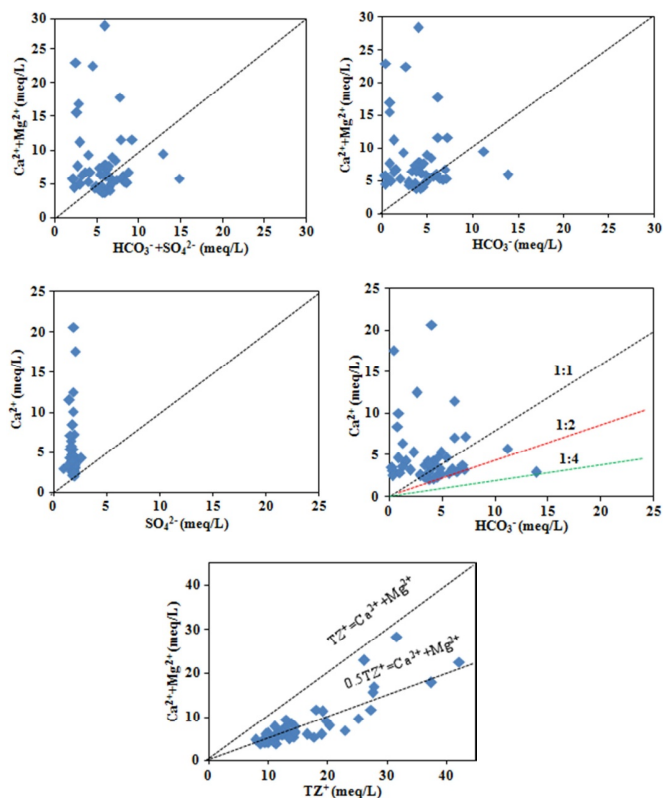 30
25
20
15
10
5
0
Ca²⁺+Mg²⁺ (meq/L)
0 5 10 15 20 25 30
HCO₃⁻+SO₄²⁻ (meq/L)
30
25
20
15
10
5
0
Ca²⁺+Mg²⁺ (meq/L)
0 5 10 15 20 25 30
HCO₃⁻ (meq/L)
25
20
15
10
5
0
Ca²⁺ (meq/L)
0 5 10 15 20 25
SO₄²⁻ (meq/L)
25
20
15
10
5
0
Ca²⁺ (meq/L)
1:1
1:2
1:4
0 5 10 15 20 25
HCO₃⁻ (meq/L)
40
30
20
10
0
Ca²⁺+Mg²⁺ (meq/L)
TZ⁺=Ca²⁺+Mg²⁺
0.5TZ⁺=Ca²⁺+Mg²⁺
0 10 20 30 40
TZ⁺ (meq/L)